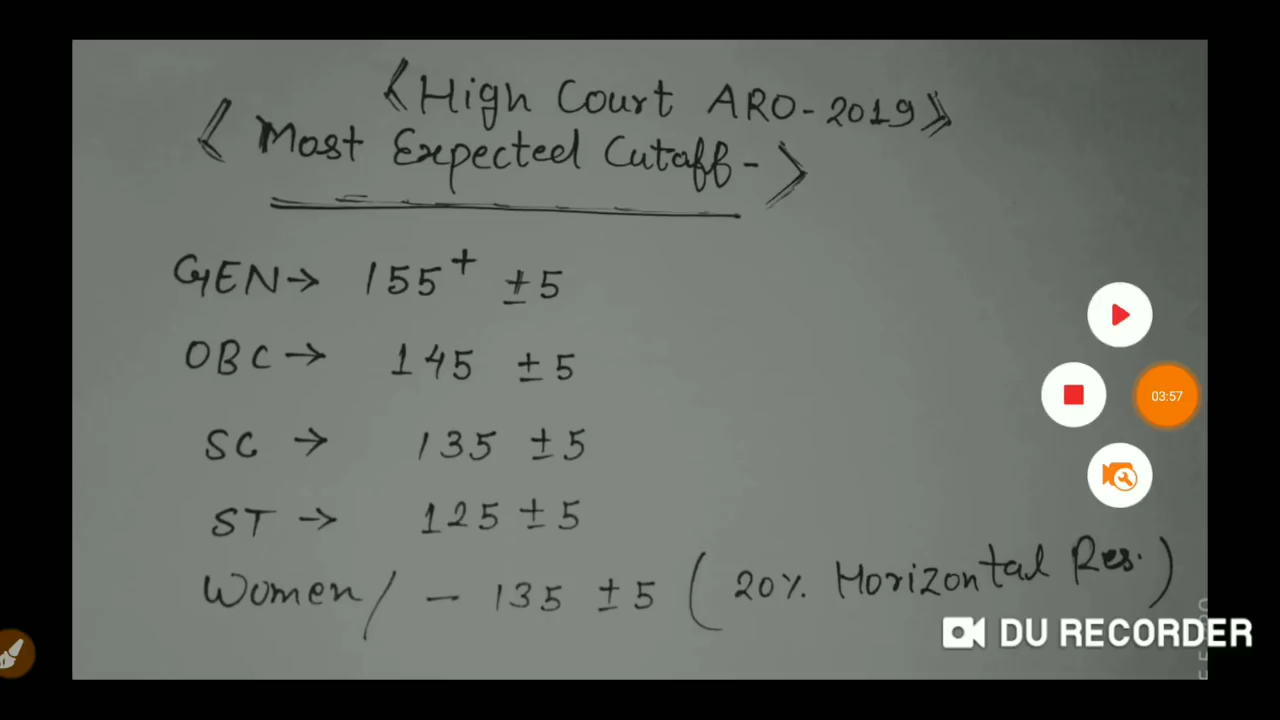 《High Court ARO-2019》
《 Most Expected Cutaff- 》
GEN→ 155⁺ ±5
OBC→ 145 ±5
03:57
SC → 135 ±5
ST → 125 ±5
Women/ - 135 ±5 ( 20% Horizontal Res. )
DU RECORDER